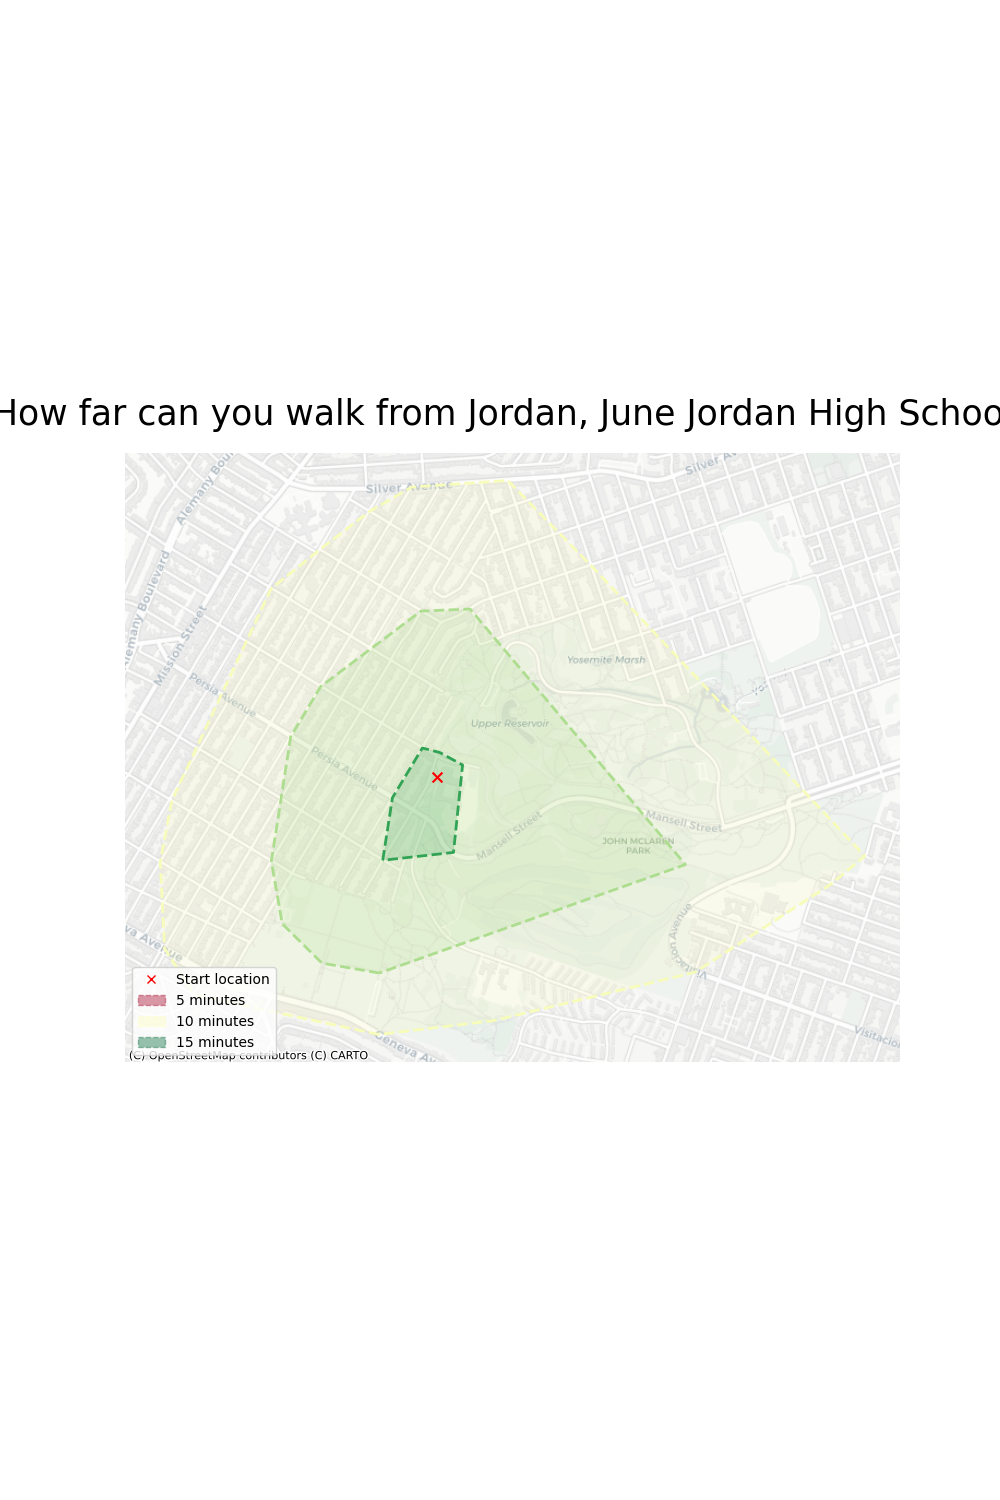 How far can you walk from Jordan, June Jordan High Schoo
Silver Avenue
Silver Av
Alemany Bou
Alemany Boulevard
Mission Street
Persia Avenue
Yosemite Marsh
Upper Reservoir
Persia Avenue
Mansell Street
Mansell Street
JOHN MCLAREN
PARK
Visitacion Avenue
va Avenue
Geneva Av
Visitacion
Start location
5 minutes
10 minutes
15 minutes
(C) OpenStreetMap contributors (C) CARTO